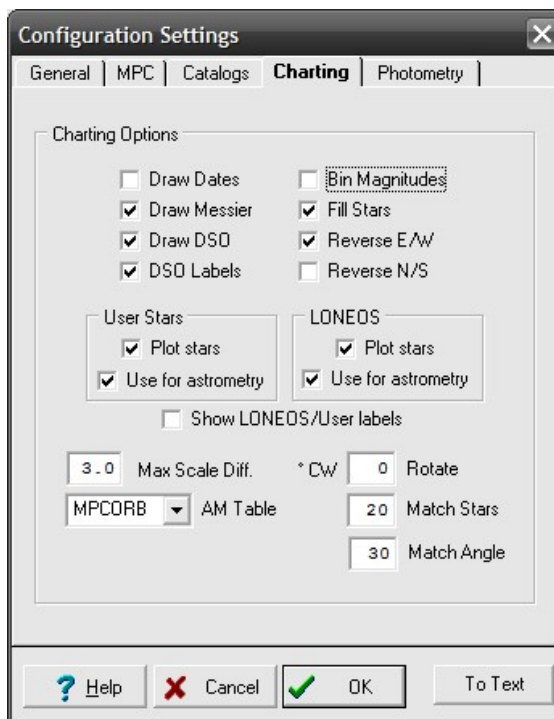 Configuration Settings
General MPC Catalogs Charting Photometry
Charting Options
Draw Dates Bin Magnitudes
Draw Messier Fill Stars
Draw DSO Reverse E/W
DSO Labels Reverse N/S
User Stars LONEOS
Plot stars Plot stars
Use for astrometry Use for astrometry
Show LONEOS/User labels
3.0 Max Scale Diff. °CW 0 Rotate
MPCORB AM Table 20 Match Stars
30 Match Angle
? Help Cancel OK To Text